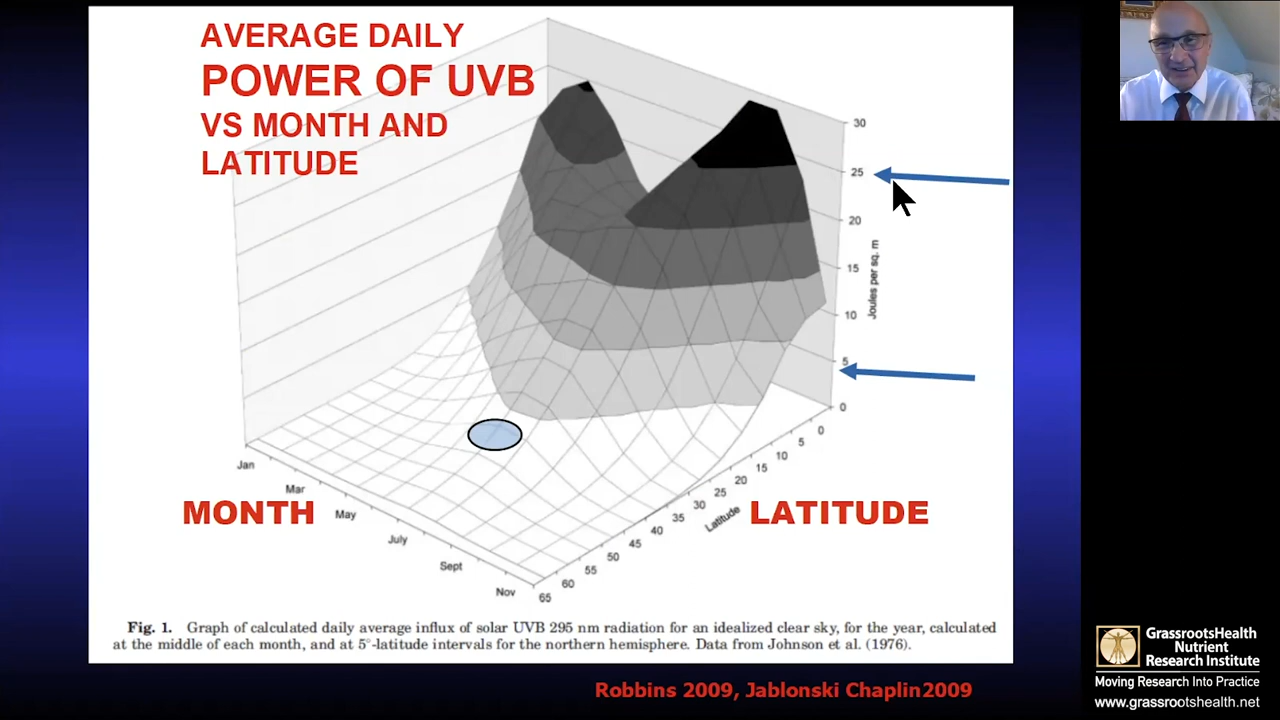 AVERAGE DAILY
POWER OF UVB
VS MONTH AND
LATITUDE
30
25
20
15
10
5
0
Joules per sq. m
0
5
10
15
20
25
30
35
40
45
50
55
60
65
Latitude
LATITUDE
Jan
Mar
May
July
Sept
Nov
MONTH
Fig. 1. Graph of calculated daily average influx of solar UVB 295 nm radiation for an idealized clear sky, for the year, calculated
at the middle of each month, and at 5°-latitude intervals for the northern hemisphere. Data from Johnson et al. (1976).
Robbins 2009, Jablonski Chaplin2009
GrassrootsHealth
Nutrient
Research Institute
Moving Research Into Practice
www.grassrootshealth.net